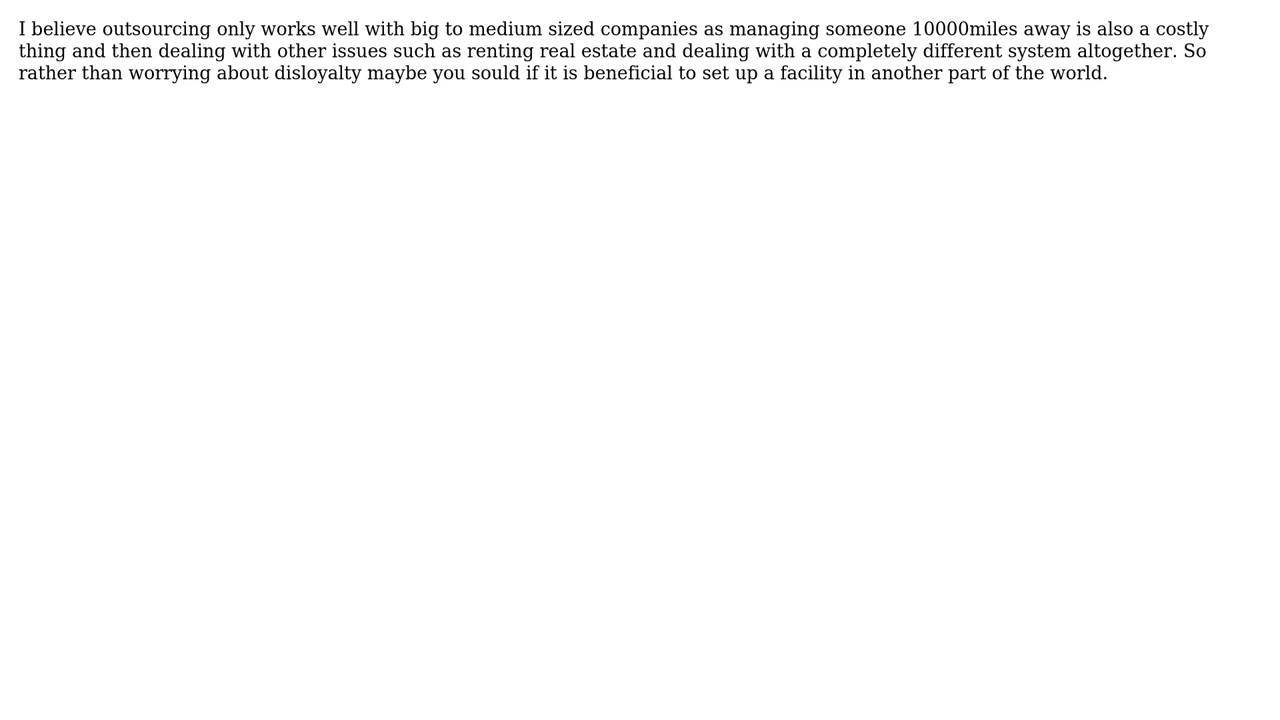 I believe outsourcing only works well with big to medium sized companies as managing someone 10000miles away is also a costly
thing and then dealing with other issues such as renting real estate and dealing with a completely different system altogether. So
rather than worrying about disloyalty maybe you sould if it is beneficial to set up a facility in another part of the world.